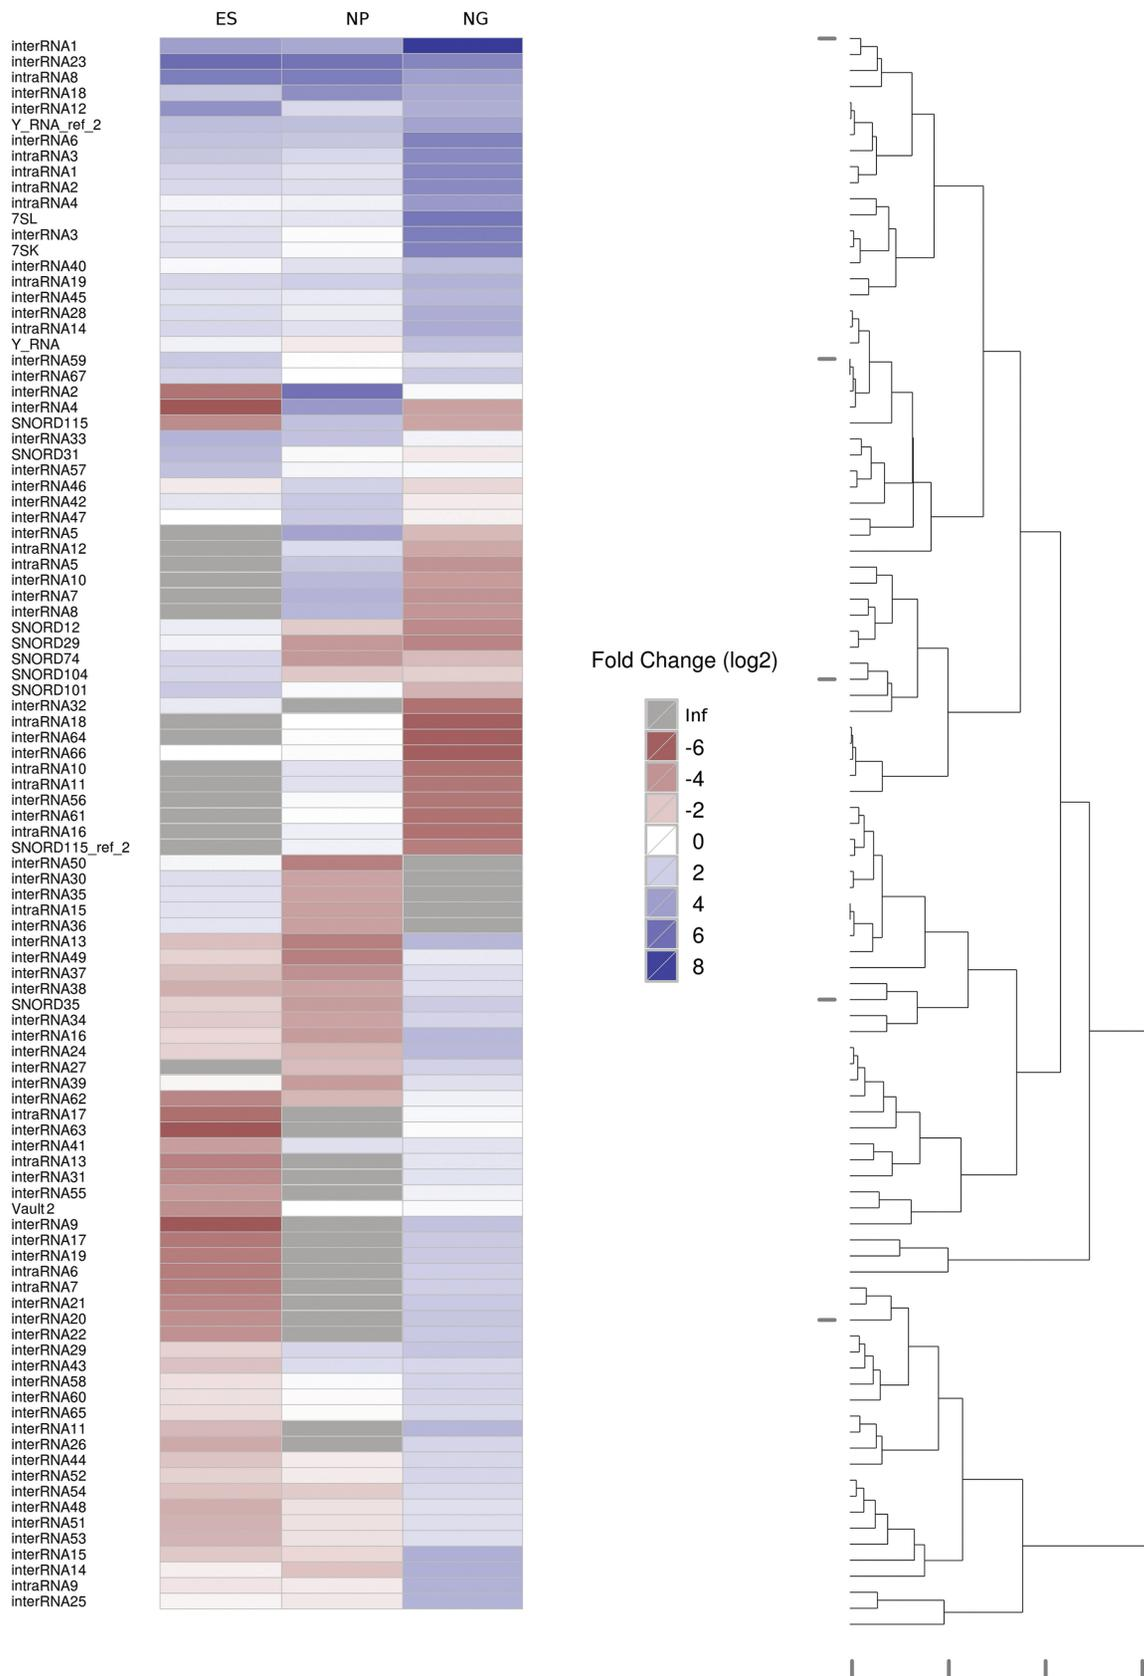 ES NP NG
interRNA1
interRNA23
intraRNA8
interRNA18
interRNA12
Y_RNA_ref_2
interRNA6
intraRNA3
intraRNA1
intraRNA2
intraRNA4
7SL
interRNA3
7SK
interRNA40
intraRNA19
interRNA45
interRNA28
intraRNA14
Y_RNA
interRNA59
interRNA67
interRNA2
interRNA4
SNORD115
interRNA33
SNORD31
interRNA57
interRNA46
interRNA42
interRNA47
interRNA5
intraRNA12
intraRNA5
interRNA10
interRNA7
interRNA8
SNORD12
SNORD29
SNORD74
SNORD104
SNORD101
interRNA32
intraRNA18
interRNA64
interRNA66
intraRNA10
intraRNA11
interRNA56
interRNA61
intraRNA16
SNORD115_ref_2
interRNA50
interRNA30
interRNA35
intraRNA15
interRNA36
interRNA13
interRNA49
interRNA37
interRNA38
SNORD35
interRNA34
interRNA16
interRNA24
interRNA27
interRNA39
interRNA62
intraRNA17
interRNA63
interRNA41
intraRNA13
interRNA31
interRNA55
Vault2
interRNA9
interRNA17
interRNA19
intraRNA6
intraRNA7
interRNA21
interRNA20
interRNA22
interRNA29
interRNA43
interRNA58
interRNA60
interRNA65
interRNA11
interRNA26
interRNA44
interRNA52
interRNA54
interRNA48
interRNA51
interRNA53
interRNA15
interRNA14
intraRNA9
interRNA25
Fold Change (log2)
Inf
-6
-4
-2
0
2
4
6
8